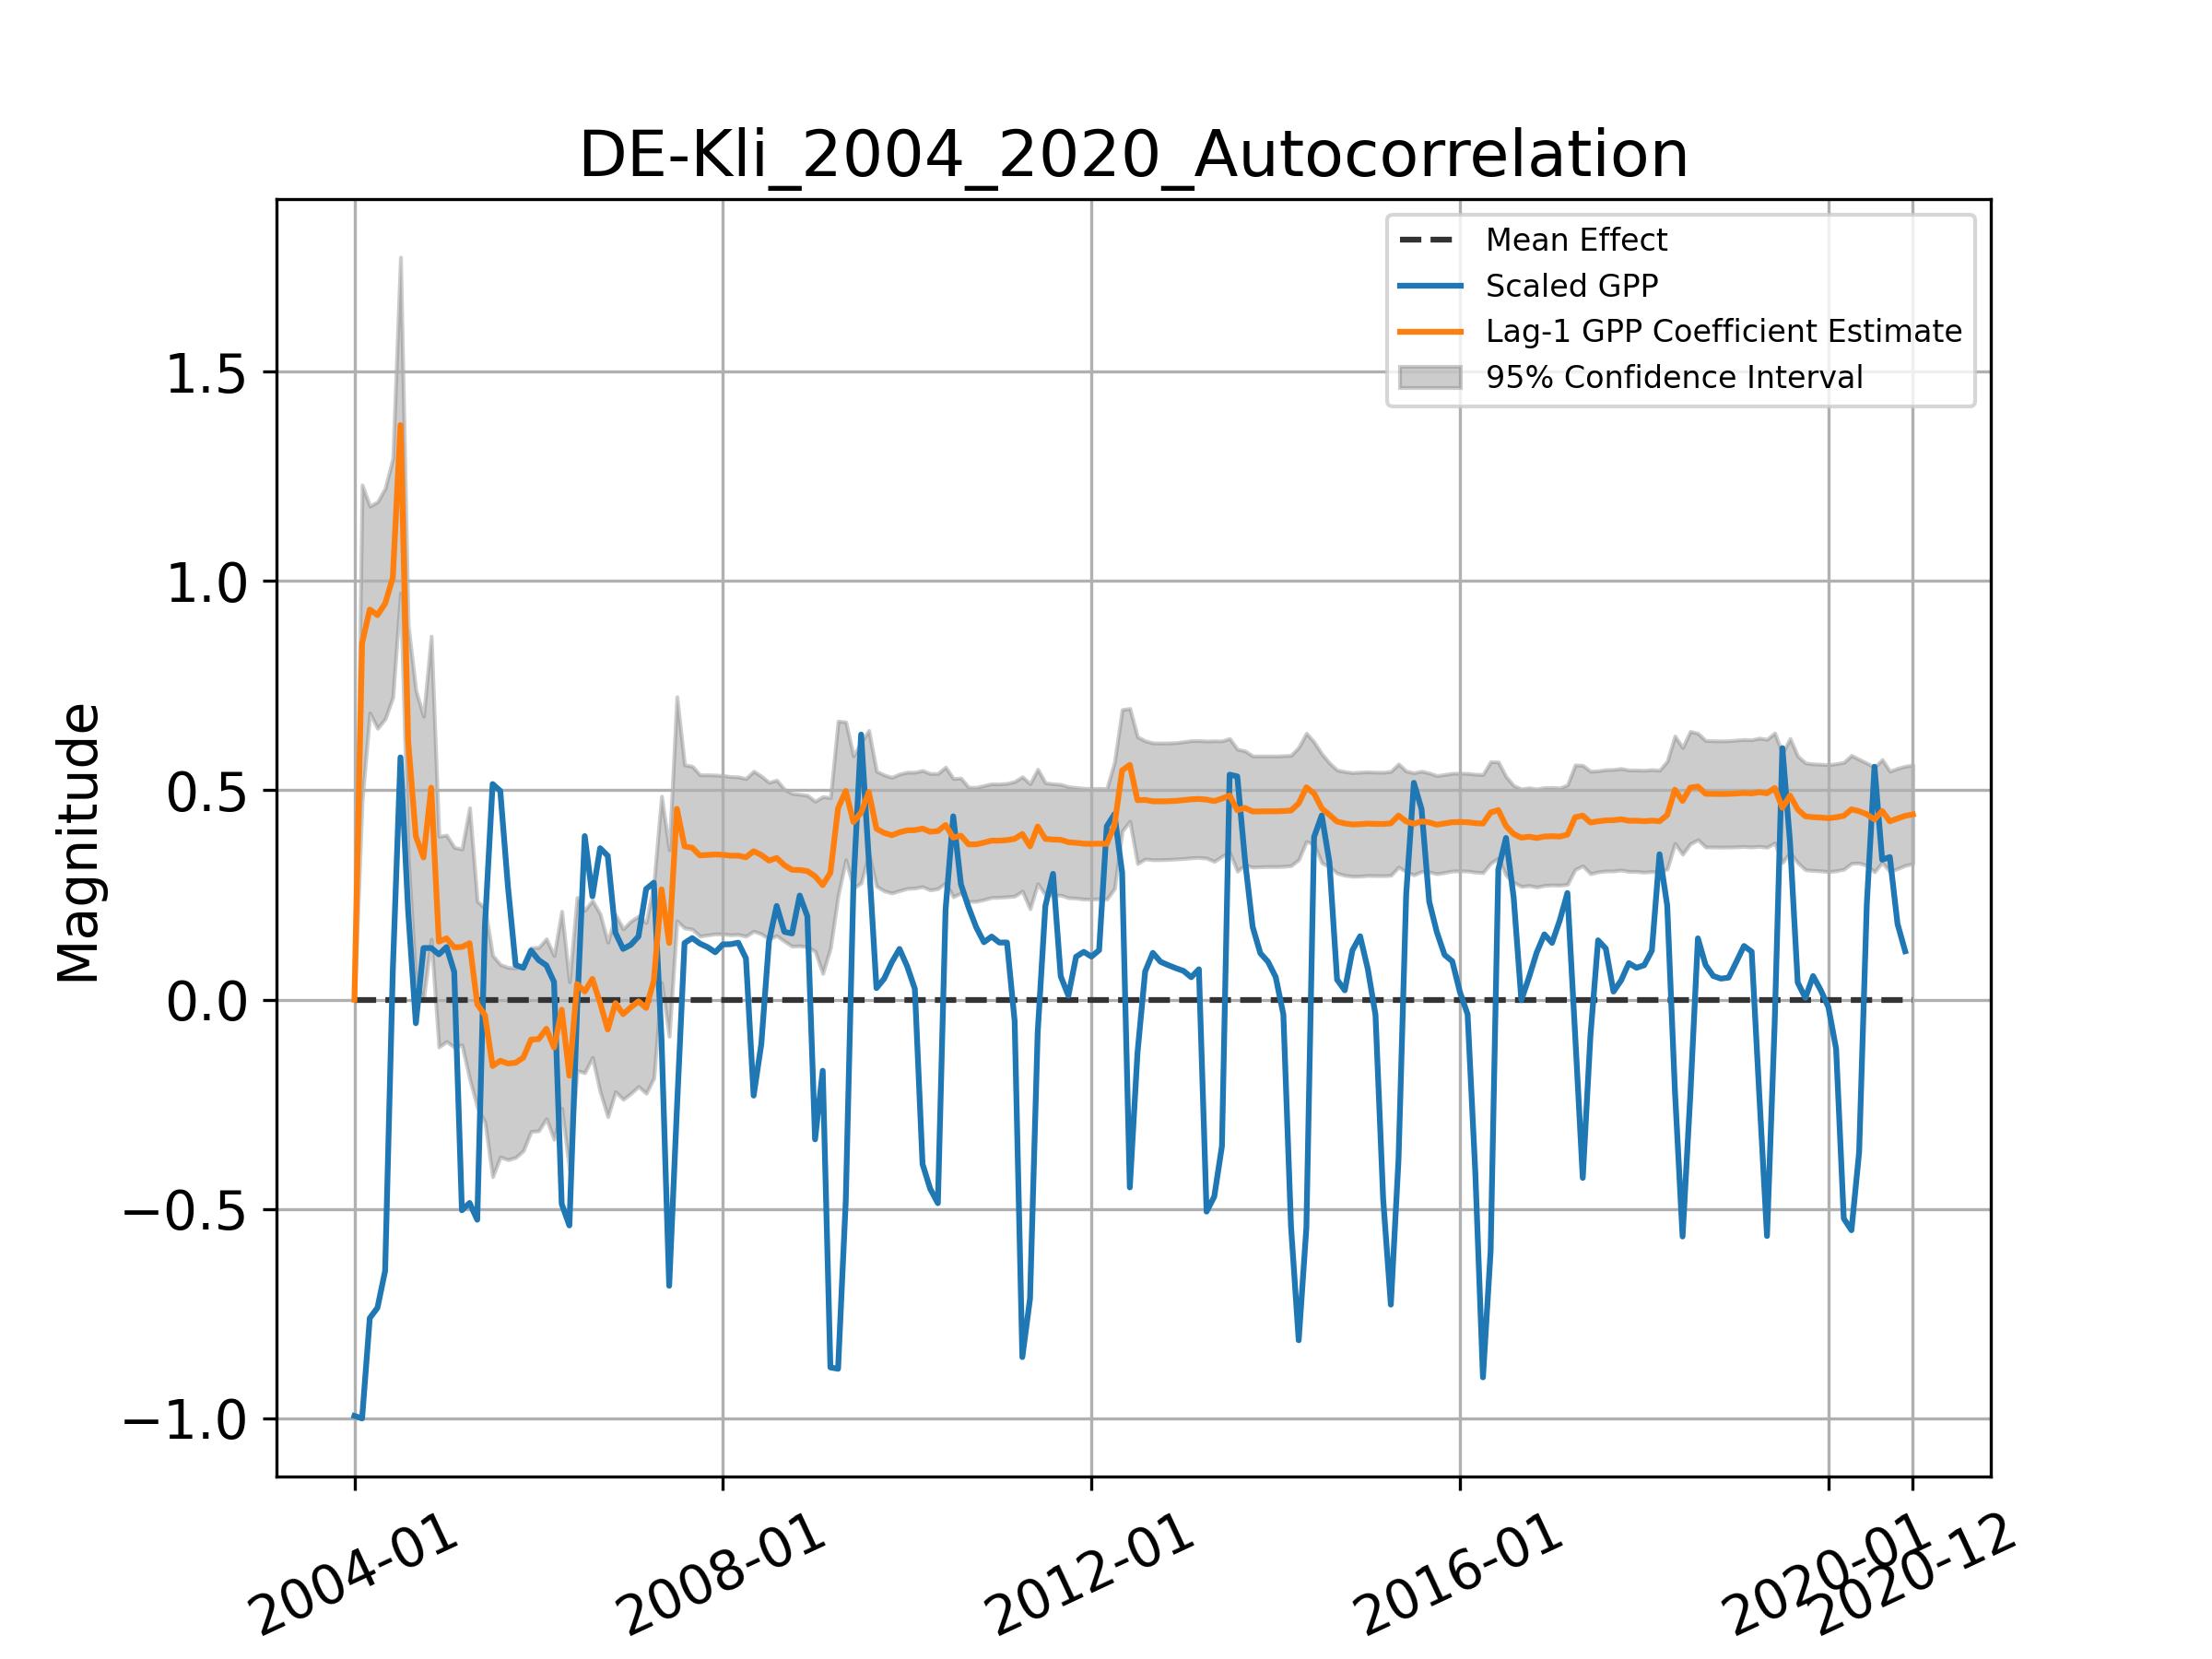 DE-Kli_2004_2020_Autocorrelation
Mean Effect
Scaled GPP
Lag-1 GPP Coefficient Estimate
95% Confidence Interval
Magnitude
1.5
1.0
0.5
0.0
−0.5
−1.0
2004-01
2008-01
2012-01
2016-01
2020-01
2020-12